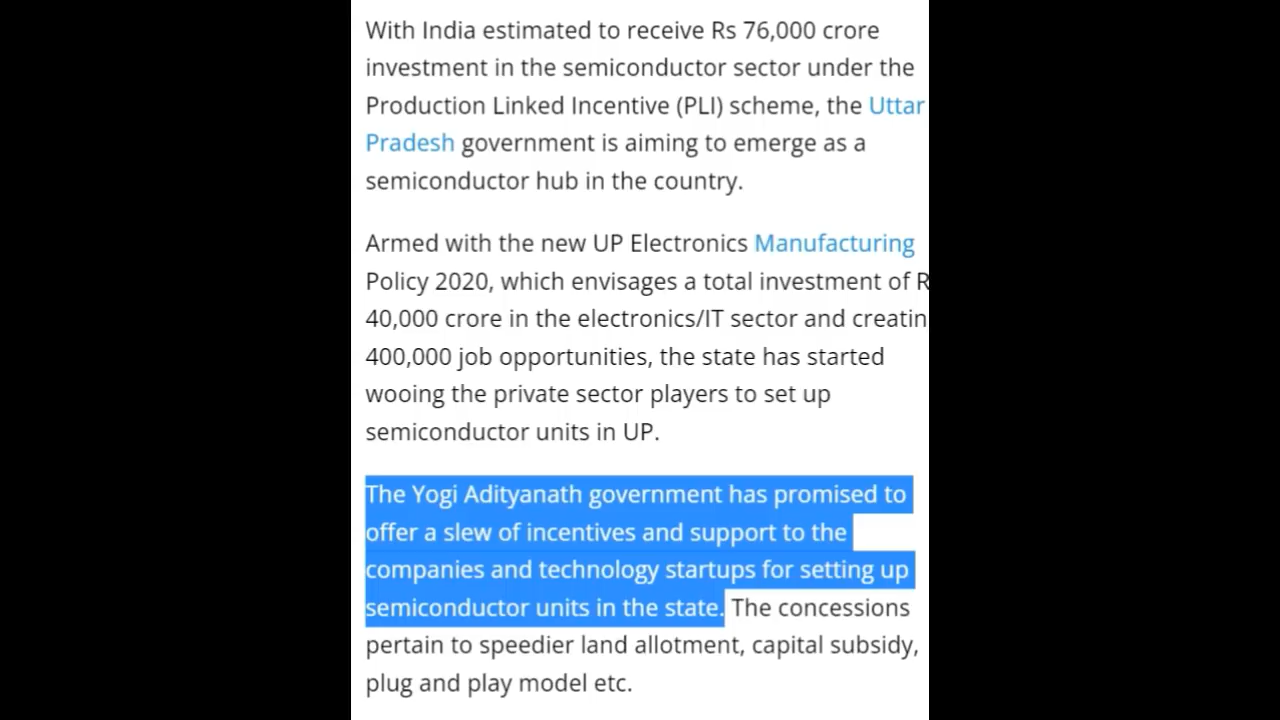 With India estimated to receive Rs 76,000 crore
investment in the semiconductor sector under the
Production Linked Incentive (PLI) scheme, the Uttar
Pradesh government is aiming to emerge as a
semiconductor hub in the country.
Armed with the new UP Electronics Manufacturing
Policy 2020, which envisages a total investment of R
40,000 crore in the electronics/IT sector and creatin
400,000 job opportunities, the state has started
wooing the private sector players to set up
semiconductor units in UP.
The Yogi Adityanath government has promised to
offer a slew of incentives and support to the
companies and technology startups for setting up
semiconductor units in the state. The concessions
pertain to speedier land allotment, capital subsidy,
plug and play model etc.